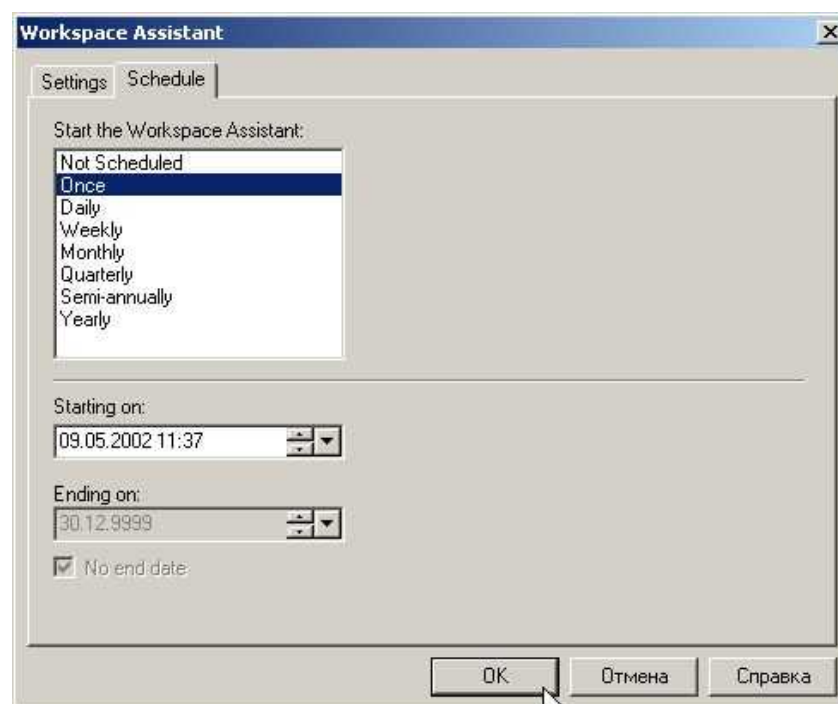 Workspace Assistant
Settings Schedule
Start the Workspace Assistant:
Not Scheduled
Once
Daily
Weekly
Monthly
Quarterly
Semi-annually
Yearly
Starting on:
09.05.2002 11:37
Ending on:
30.12.9999
No end date
OK Отмена Справка